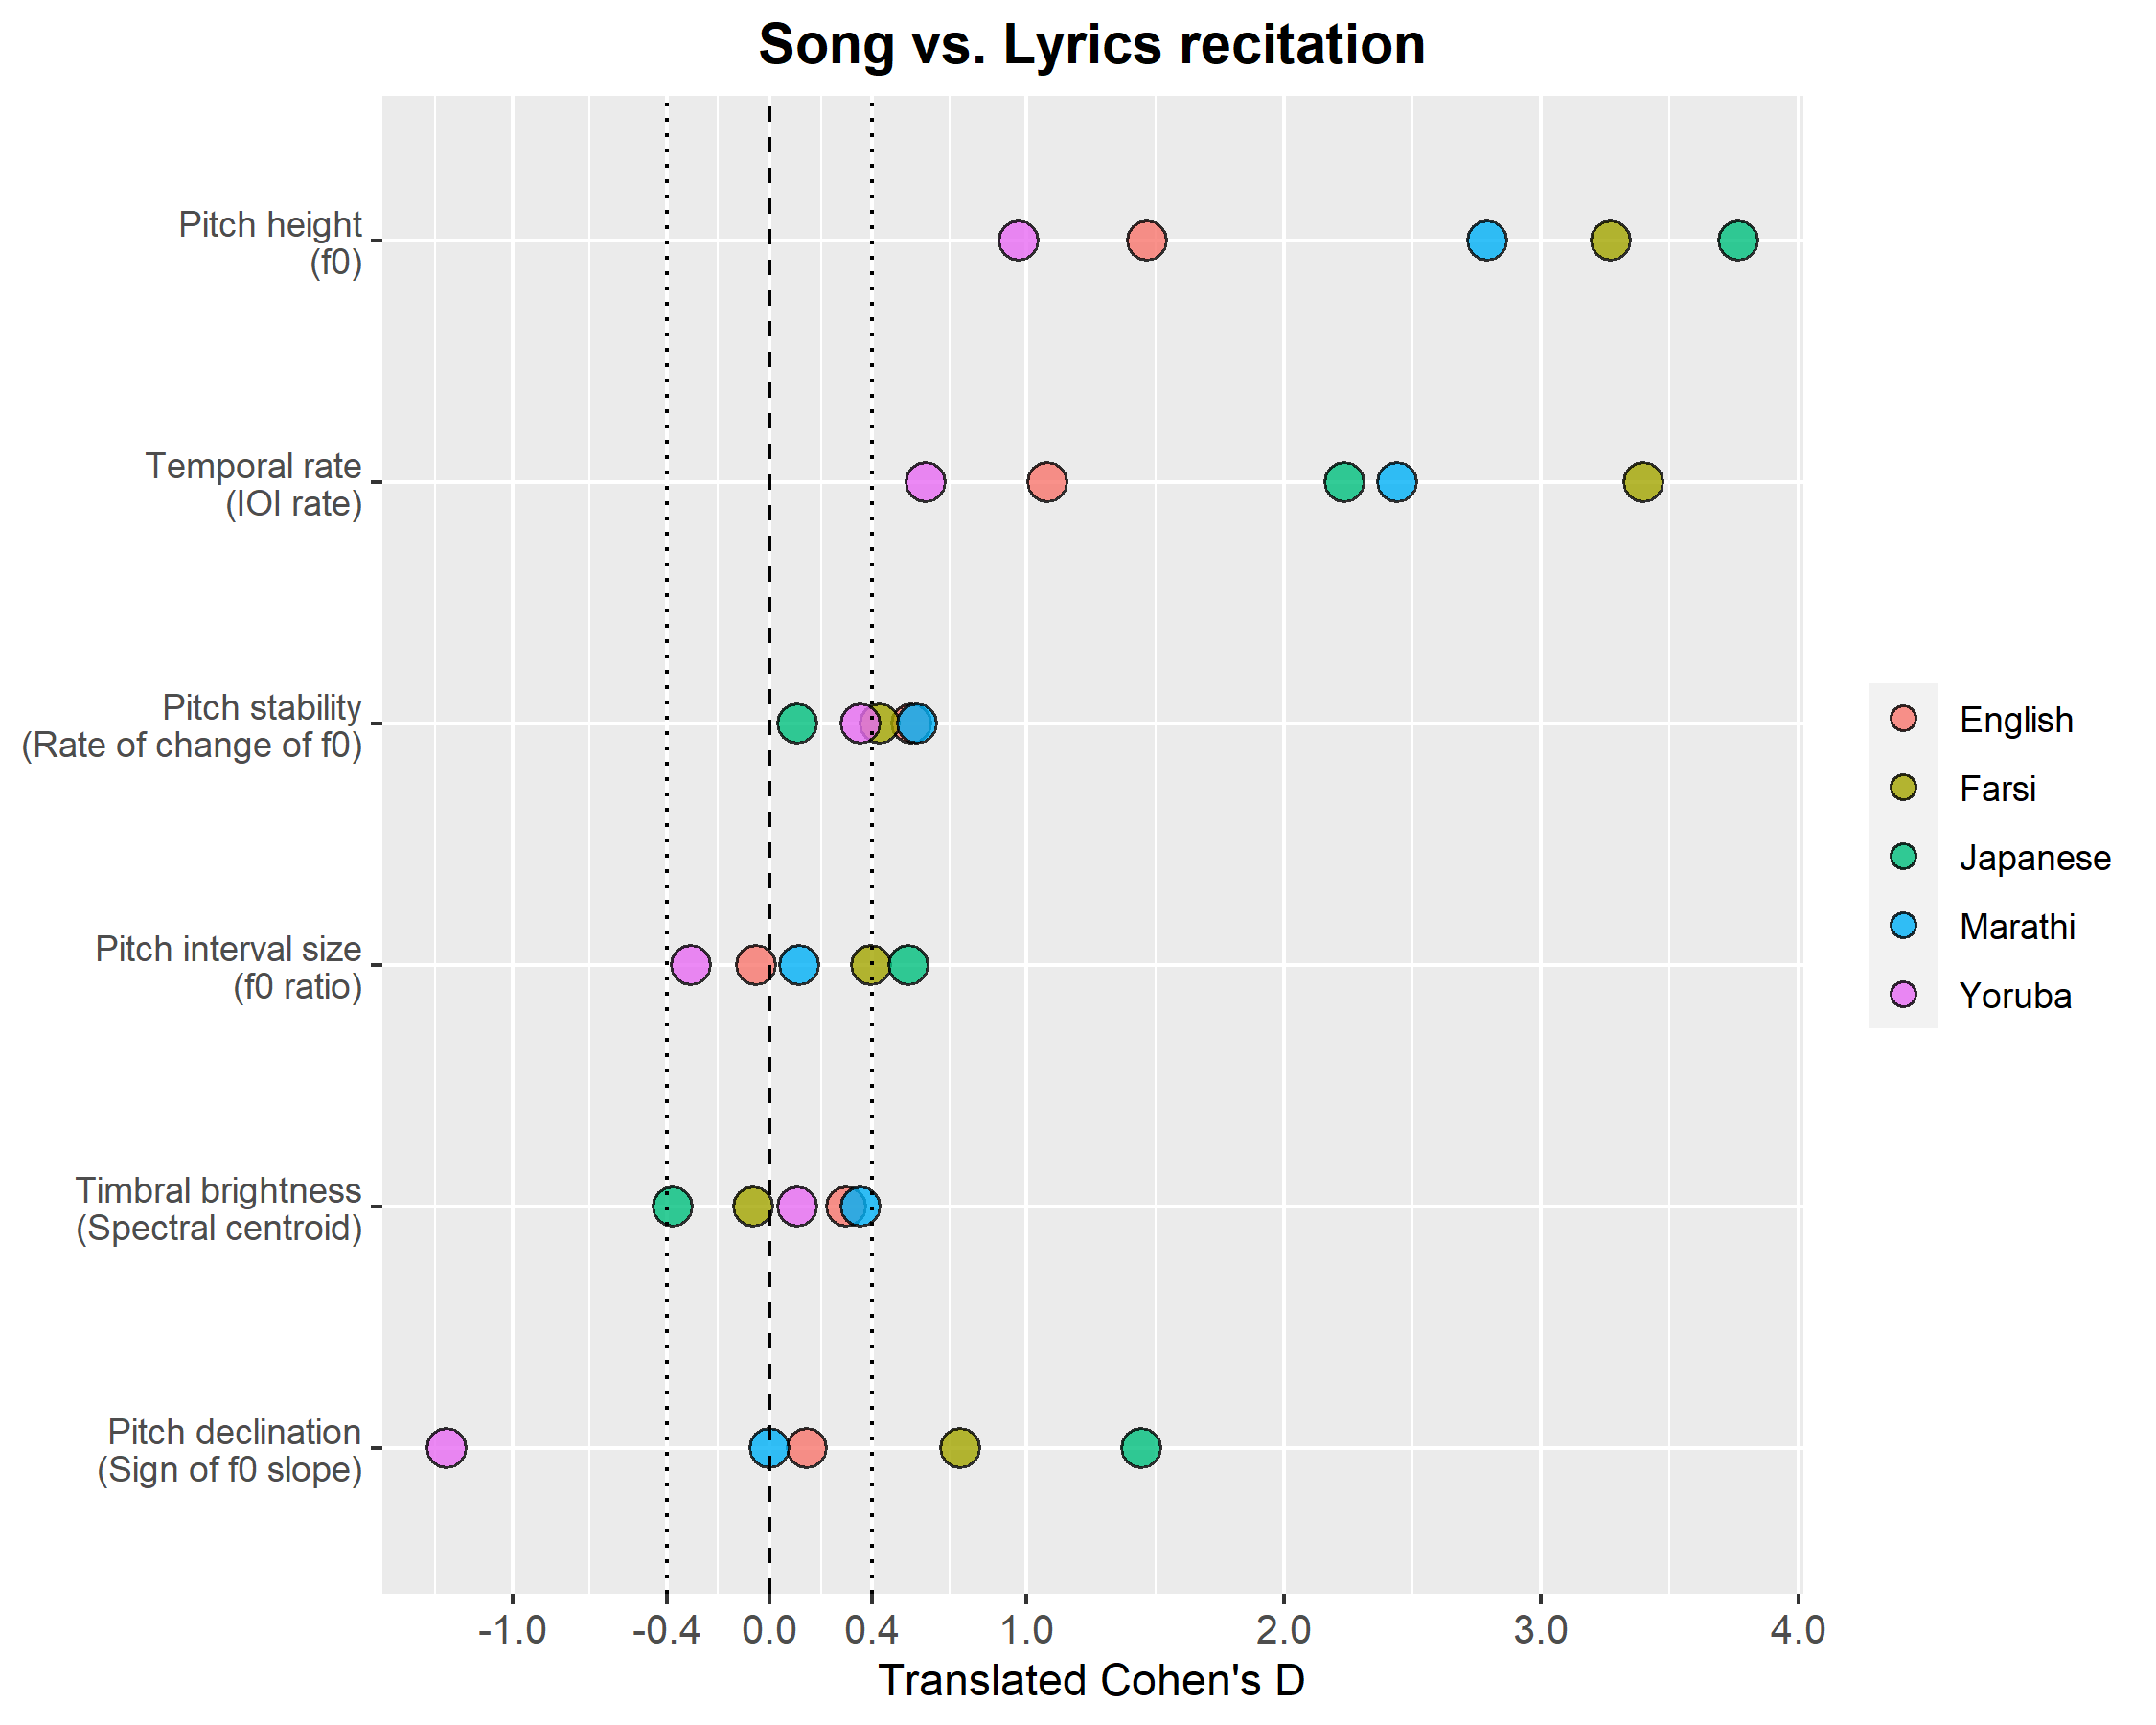 Song vs. Lyrics recitation
Pitch height
(f0)
Temporal rate
(IOI rate)
Pitch stability
(Rate of change of f0)
Pitch interval size
(f0 ratio)
Timbral brightness
(Spectral centroid)
Pitch declination
(Sign of f0 slope)
-1.0 -0.4 0.0 0.4 1.0 2.0 3.0 4.0
Translated Cohen's D
English
Farsi
Japanese
Marathi
Yoruba